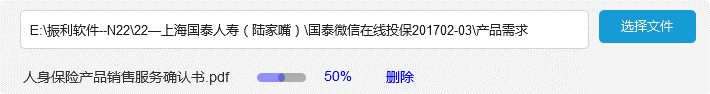 E:\振利软件--N22\22—上海国泰人寿（陆家嘴）\国泰微信在线投保201702-03\产品需求 选择文件
人身保险产品销售服务确认书.pdf 50% 删除